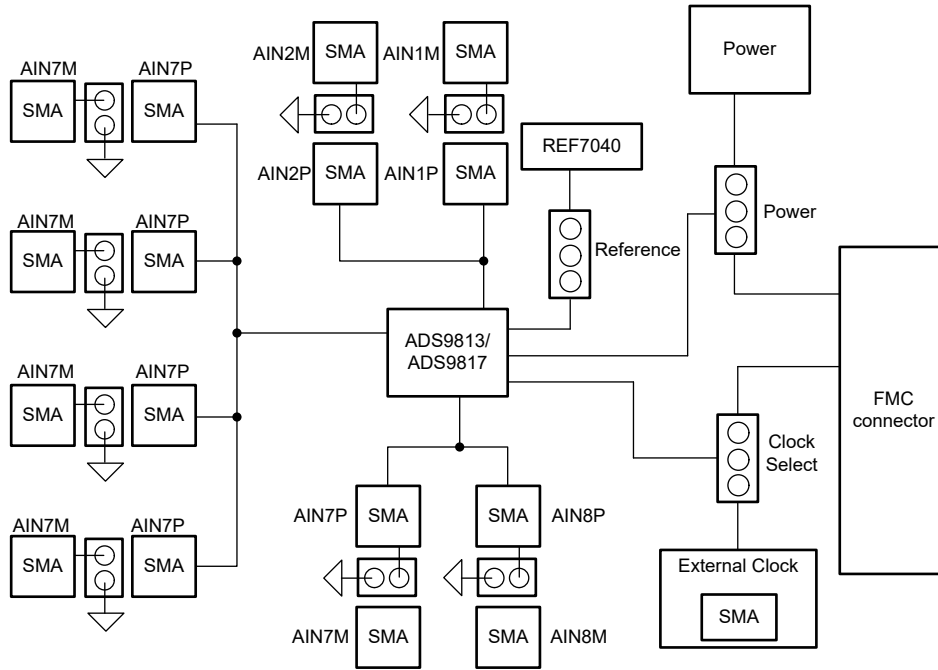 AIN2M
SMA
AIN1M
SMA
Power
AIN7M
AIN7P
SMA
SMA
REF7040
AIN2P
SMA
AIN1P
SMA
Power
AIN7M
AIN7P
SMA
SMA
Reference
ADS9813/
ADS9817
AIN7M
AIN7P
SMA
SMA
FMC
connector
Clock
Select
AIN7P
SMA
SMA
AIN8P
AIN7M
AIN7P
SMA
SMA
External Clock
SMA
AIN7M
SMA
SMA
AIN8M